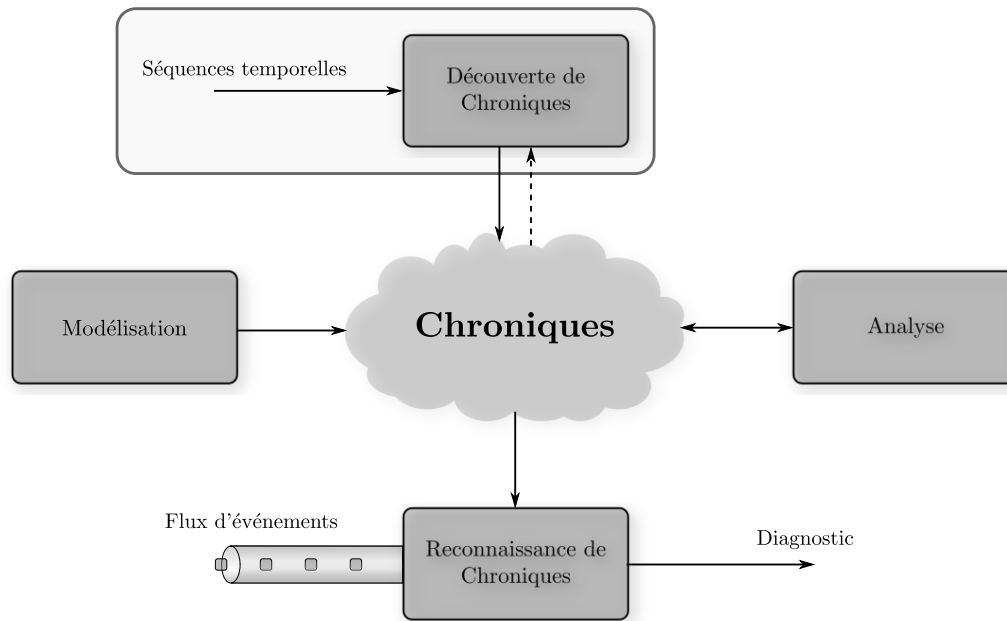 Séquences temporelles
Découverte de
Chroniques
Modélisation
Chroniques
Analyse
Flux d'événements
Reconnaissance de
Chroniques
Diagnostic